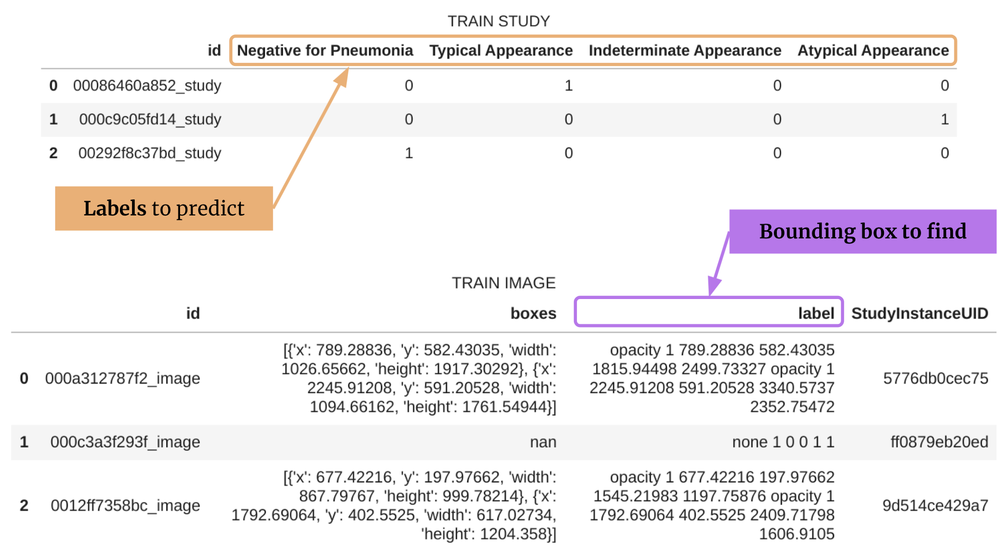 TRAIN STUDY
id Negative for Pneumonia Typical Appearance Indeterminate Appearance Atypical Appearance
0 00086460a852_study 0 1 0 0
1 000c9c05fd14_study 0 0 0 1
2 00292f8c37bd_study 1 0 0 0
Labels to predict
Bounding box to find
TRAIN IMAGE
id boxes label StudyInstanceUID
0 000a312787f2_image
[{'x': 789.28836, 'y': 582.43035, 'width':
1026.65662, 'height': 1917.30292}, {'x':
2245.91208, 'y': 591.20528, 'width':
1094.66162, 'height': 1761.54944}]
opacity 1 789.28836 582.43035
1815.94498 2499.73327 opacity 1
2245.91208 591.20528 3340.5737
2352.75472
5776db0cec75
1 000c3a3f293f_image nan none 1 0 0 1 1 ff0879eb20ed
2 0012ff7358bc_image
[{'x': 677.42216, 'y': 197.97662, 'width':
867.79767, 'height': 999.78214}, {'x':
1792.69064, 'y': 402.5525, 'width': 617.02734,
'height': 1204.358}]
opacity 1 677.42216 197.97662
1545.21983 1197.75876 opacity 1
1792.69064 402.5525 2409.71798
1606.9105
9d514ce429a7